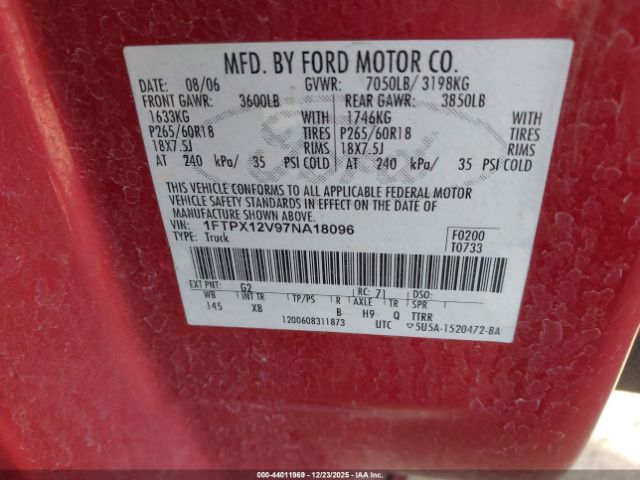 MFD. BY FORD MOTOR CO.
DATE: 08/06 GVWR: 7050LB/ 3198KG
FRONT GAWR: 3600LB REAR GAWR: 3850LB
1633KG WITH 1746KG WITH
P265/60R18 TIRES P265/60R18 TIRES
18X7.5J RIMS 18X7.5J RIMS
AT 240 kPa/ 35 PSI COLD AT 240 kPa/ 35 PSI COLD
THIS VEHICLE CONFORMS TO ALL APPLICABLE FEDERAL MOTOR
VEHICLE SAFETY STANDARDS IN EFFECT ON THE DATE OF
MANUFACTURE SHOWN ABOVE.
VIN: 1FTPX12V97NA18096 F0200
TYPE: Truck T0733
EXT PNT: G2 RC: 71 DSO:
WB INT TR TP/PS R AXLE TR SPR
145 XB B H9 Q TTRR
1200608311873 UTC ▽5U5A-1520472-BA
00-44011969 • 12/23/2025 • IAA Inc.